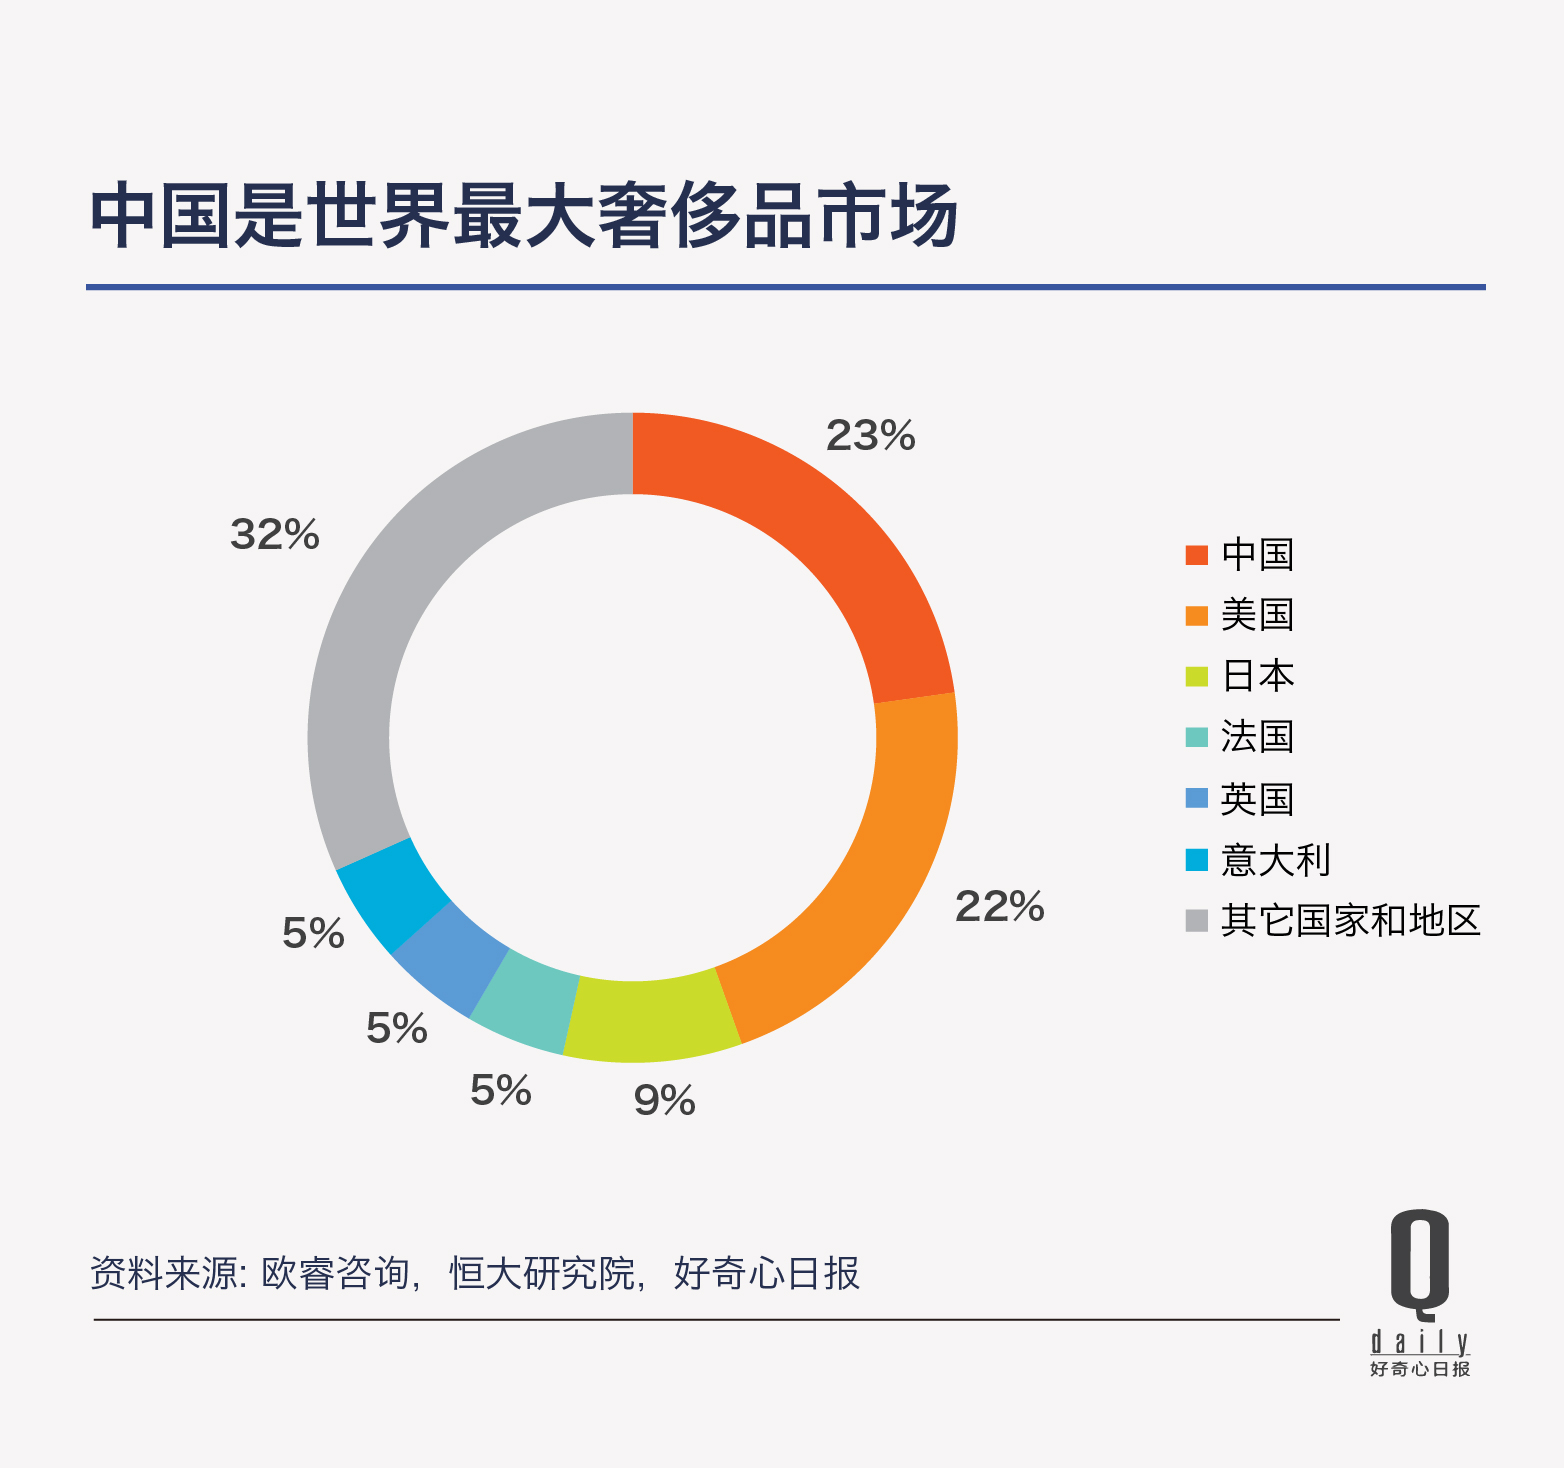 中国是世界最大奢侈品市场
23%
32%
22%
5%
5%
5%
9%
中国
美国
日本
法国
英国
意大利
其它国家和地区
资料来源: 欧睿咨询，恒大研究院，好奇心日报
Q
daily
好奇心日报